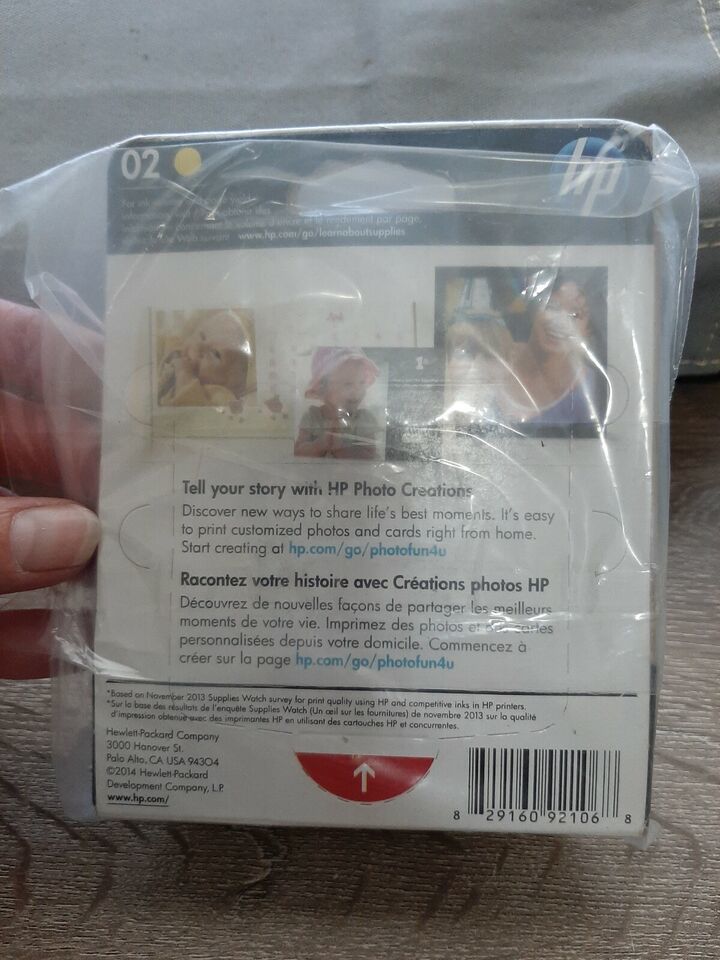 02
hp
For ink
www.hp.com/go/learnaboutsupplies
Tell your story with HP Photo Creations
Discover new ways to share life's best moments. It's easy
to print customized photos and cards right from home.
Start creating at hp.com/go/photofun4u
Racontez votre histoire avec Créations photos HP
Découvrez de nouvelles façons de partager les meilleurs
moments de votre vie. Imprimez des photos et des cartes
personnalisées depuis votre domicile. Commencez à
créer sur la page hp.com/go/photofun4u
*Based on November 2013 Supplies Watch survey for print quality using HP and competitive inks in HP printers.
*Sur la base des résultats de l'enquête Supplies Watch (Un œil sur les fournitures) de novembre 2013 sur la qualité
d'impression obtenue avec des imprimantes HP en utilisant des cartouches HP et concurrentes.
Hewlett-Packard Company
3000 Hanover St.
Palo Alto, CA USA 94304
©2014 Hewlett-Packard
Development Company, L.P.
www.hp.com/
8 29160 92106 8